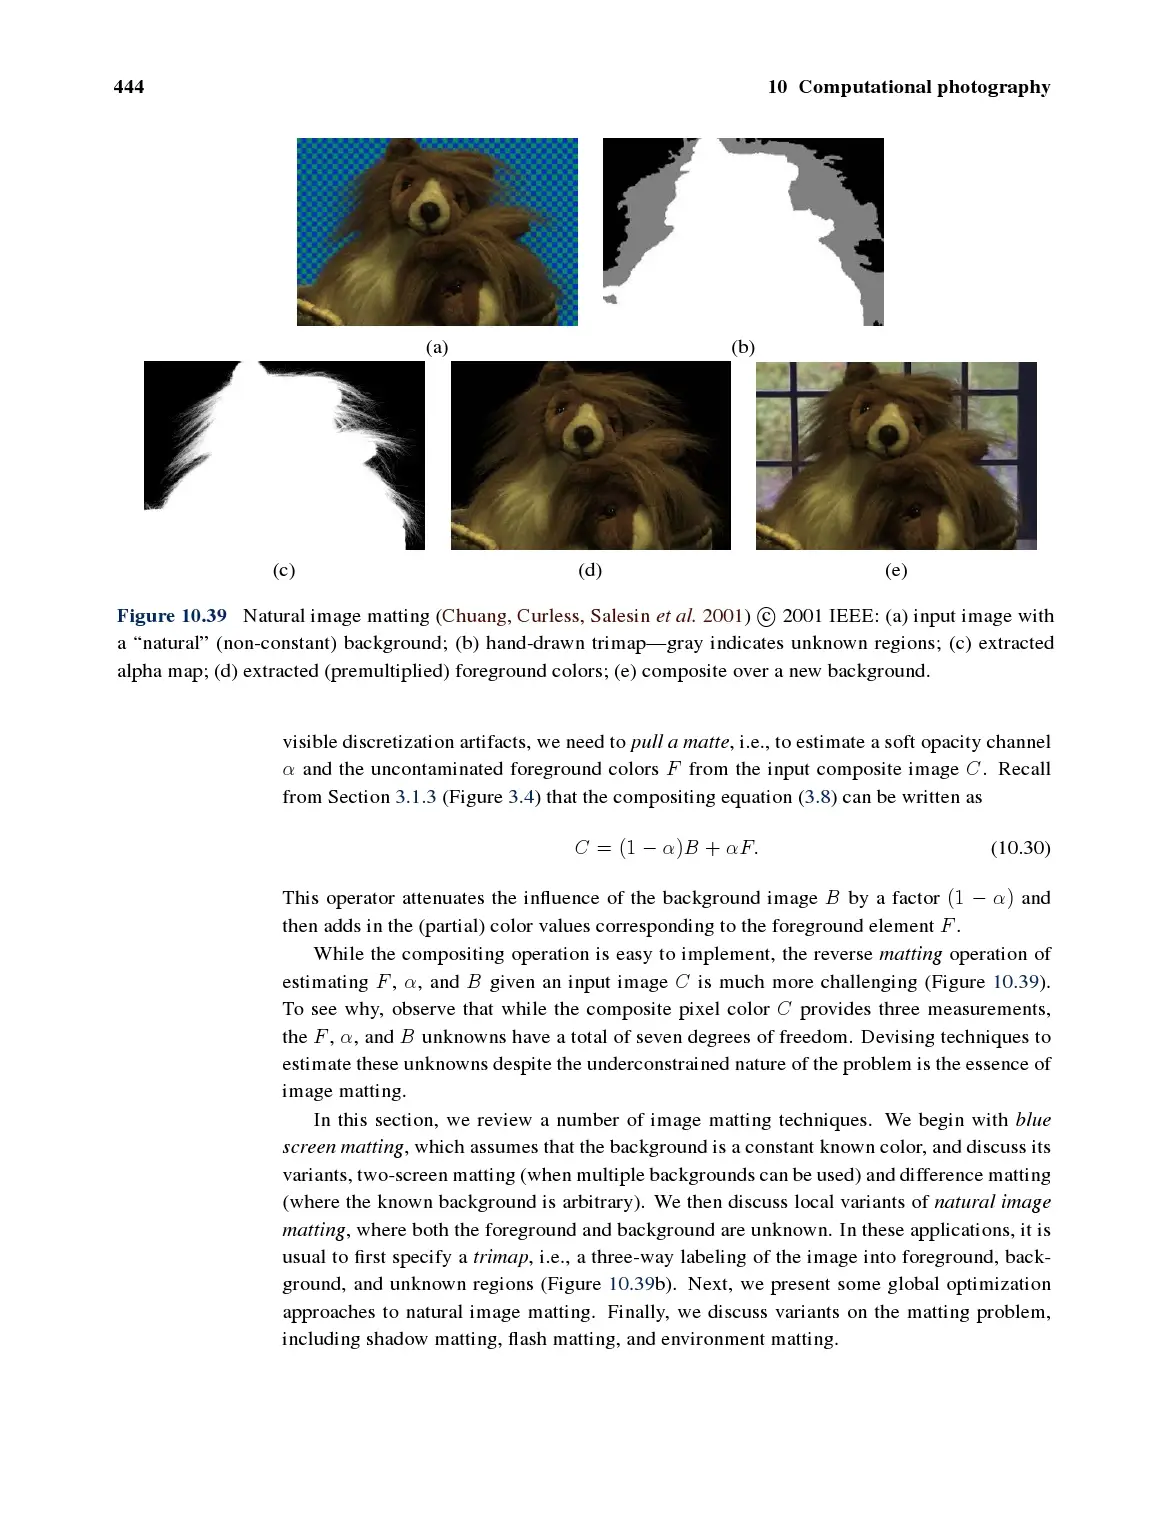 444
10 Computational photography
(a)
(b)
(c)
(d)
(e)
Figure 10.39 Natural image matting (Chuang, Curless, Salesin et al. 2001) © 2001 IEEE: (a) input image with
a “natural” (non-constant) background; (b) hand-drawn trimap—gray indicates unknown regions; (c) extracted
alpha map; (d) extracted (premultiplied) foreground colors; (e) composite over a new background.
visible discretization artifacts, we need to pull a matte, i.e., to estimate a soft opacity channel
α and the uncontaminated foreground colors F from the input composite image C. Recall
from Section 3.1.3 (Figure 3.4) that the compositing equation (3.8) can be written as
C = (1 − α)B + αF. (10.30)
This operator attenuates the influence of the background image B by a factor (1 − α) and
then adds in the (partial) color values corresponding to the foreground element F.
While the compositing operation is easy to implement, the reverse matting operation of
estimating F, α, and B given an input image C is much more challenging (Figure 10.39).
To see why, observe that while the composite pixel color C provides three measurements,
the F, α, and B unknowns have a total of seven degrees of freedom. Devising techniques to
estimate these unknowns despite the underconstrained nature of the problem is the essence of
image matting.
In this section, we review a number of image matting techniques. We begin with blue
screen matting, which assumes that the background is a constant known color, and discuss its
variants, two-screen matting (when multiple backgrounds can be used) and difference matting
(where the known background is arbitrary). We then discuss local variants of natural image
matting, where both the foreground and background are unknown. In these applications, it is
usual to first specify a trimap, i.e., a three-way labeling of the image into foreground, back-
ground, and unknown regions (Figure 10.39b). Next, we present some global optimization
approaches to natural image matting. Finally, we discuss variants on the matting problem,
including shadow matting, flash matting, and environment matting.